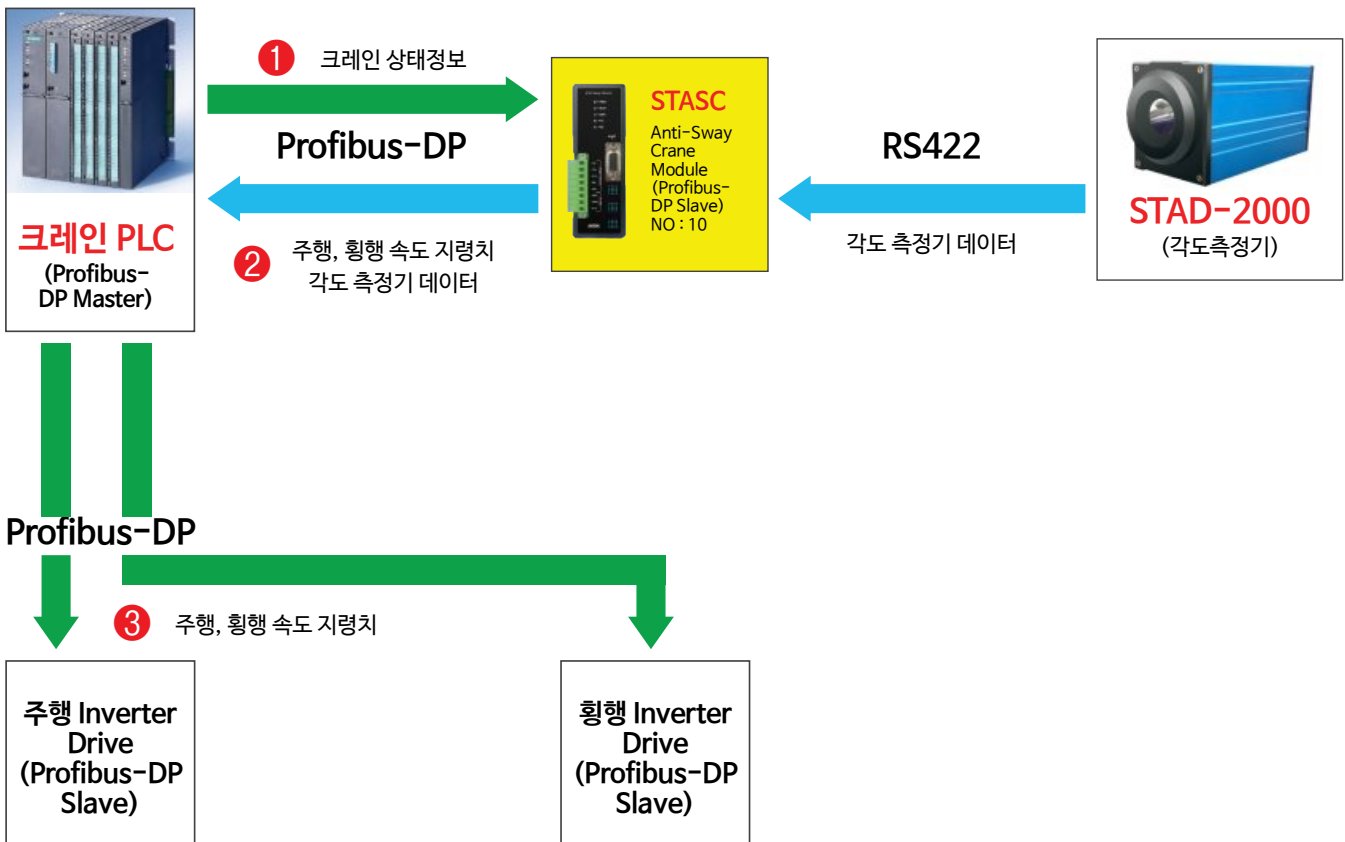 ❶ 크레인 상태정보
Profibus-DP
❷ 주행, 횡행 속도 지령치
각도 측정기 데이터
크레인 PLC
(Profibus-
DP Master)
STASC
Anti-Sway
Crane
Module
(Profibus-
DP Slave)
NO : 10
RS422
각도 측정기 데이터
STAD-2000
(각도측정기)
Profibus-DP
❸ 주행, 횡행 속도 지령치
주행 Inverter
Drive
(Profibus-DP
Slave)
횡행 Inverter
Drive
(Profibus-DP
Slave)